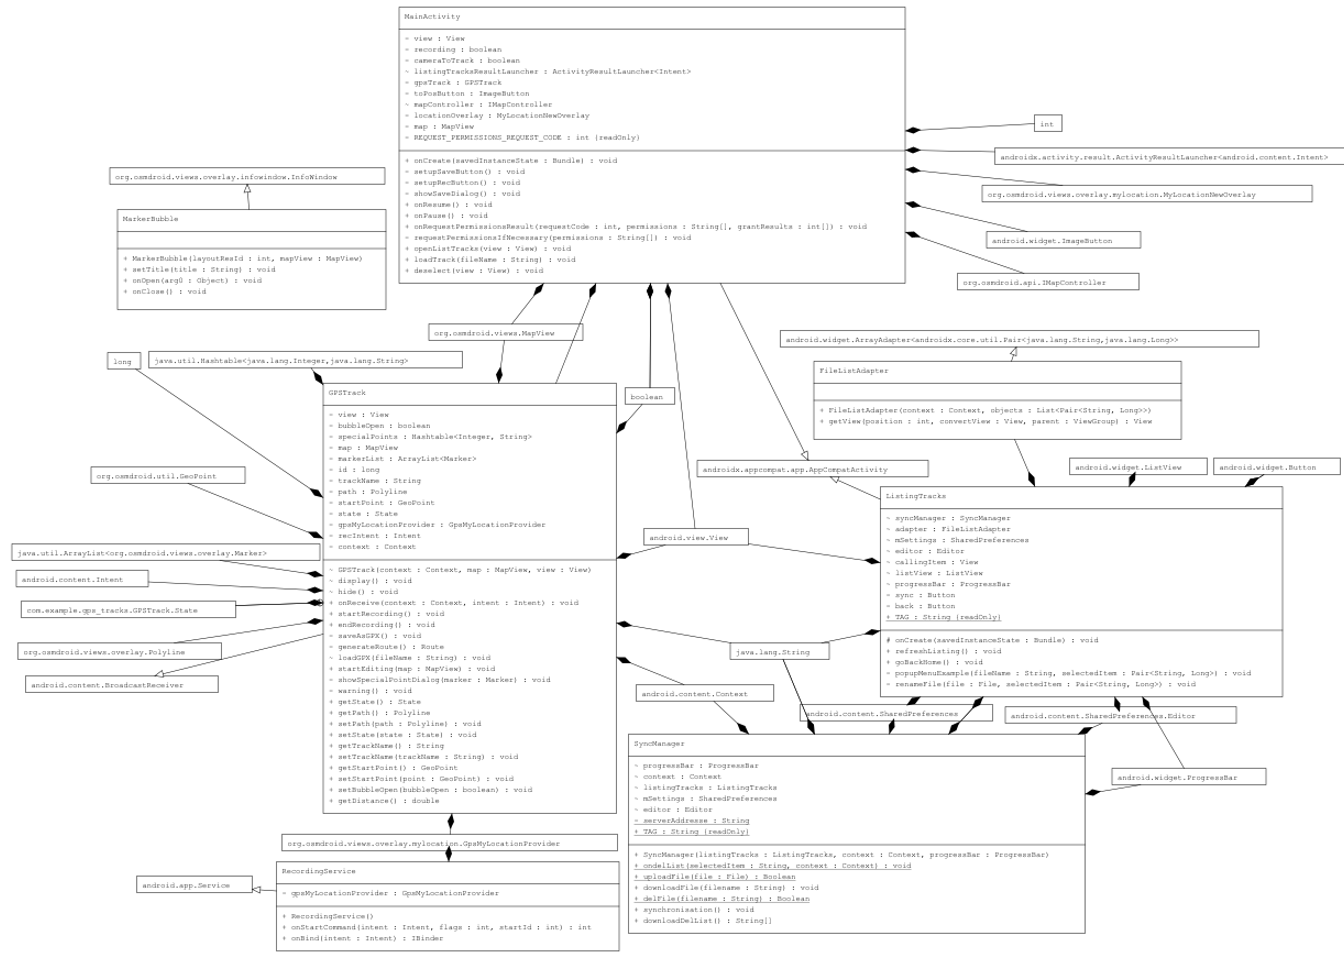 MainActivity
- view : View
- recording : boolean
- cameraToTrack : boolean
~ listingTracksResultLauncher : ActivityResultLauncher<Intent>
- gpsTrack : GPSTrack
- toPosButton : ImageButton
~ mapController : IMapController
- locationOverlay : MyLocationNewOverlay
- map : MapView
- REQUEST_PERMISSIONS_REQUEST_CODE : int {readOnly}
+ onCreate(savedInstanceState : Bundle) : void
- setupSaveButton() : void
- setupRecButton() : void
- showSaveDialog() : void
+ onResume() : void
+ onPause() : void
+ onRequestPermissionsResult(requestCode : int, permissions : String[], grantResults : int[]) : void
- requestPermissionsIfNecessary(permissions : String[]) : void
+ openListTracks(view : View) : void
+ loadTrack(fileName : String) : void
+ deselect(view : View) : void
int
androidx.activity.result.ActivityResultLauncher<android.content.Intent>
org.osmdroid.views.overlay.mylocation.MyLocationNewOverlay
android.widget.ImageButton
org.osmdroid.api.IMapController
org.osmdroid.views.overlay.infowindow.InfoWindow
MarkerBubble
+ MarkerBubble(layoutResId : int, mapView : MapView)
+ setTitle(title : String) : void
+ onOpen(arg0 : Object) : void
+ onClose() : void
org.osmdroid.views.MapView
long
java.util.Hashtable<java.lang.Integer,java.lang.String>
boolean
android.widget.ArrayAdapter<androidx.core.util.Pair<java.lang.String,java.lang.Long>>
FileListAdapter
+ FileListAdapter(context : Context, objects : List<Pair<String, Long>>)
+ getView(position : int, convertView : View, parent : ViewGroup) : View
GPSTrack
- view : View
- bubbleOpen : boolean
- specialPoints : Hashtable<Integer, String>
- map : MapView
- markerList : ArrayList<Marker>
- id : long
- trackName : String
- path : Polyline
- startPoint : GeoPoint
- state : State
- gpsMyLocationProvider : GpsMyLocationProvider
- recIntent : Intent
- context : Context
~ GPSTrack(context : Context, map : MapView, view : View)
~ display() : void
~ hide() : void
+ onReceive(context : Context, intent : Intent) : void
+ startRecording() : void
+ endRecording() : void
- saveAsGPX() : void
- generateRoute() : Route
~ loadGPX(fileName : String) : void
+ startEditing(map : MapView) : void
- showSpecialPointDialog(marker : Marker) : void
- warning() : void
+ getState() : State
+ getPath() : Polyline
+ setPath(path : Polyline) : void
+ setState(state : State) : void
+ getTrackName() : String
+ setTrackName(trackName : String) : void
+ getStartPoint() : GeoPoint
+ setStartPoint(point : GeoPoint) : void
+ setBubbleOpen(bubbleOpen : boolean) : void
+ getDistance() : double
org.osmdroid.util.GeoPoint
java.util.ArrayList<org.osmdroid.views.overlay.Marker>
android.content.Intent
com.example.gps_tracks.GPSTrack.State
org.osmdroid.views.overlay.Polyline
android.content.BroadcastReceiver
androidx.appcompat.app.AppCompatActivity
android.widget.ListView
android.widget.Button
android.view.View
ListingTracks
~ syncManager : SyncManager
~ adapter : FileListAdapter
~ mSettings : SharedPreferences
~ editor : Editor
~ callingItem : View
~ listView : ListView
~ progressBar : ProgressBar
~ sync : Button
~ back : Button
+ TAG : String {readOnly}
# onCreate(savedInstanceState : Bundle) : void
+ refreshListing() : void
+ goBackHome() : void
- popupMenuExample(fileName : String, selectedItem : Pair<String, Long>) : void
- renameFile(file : File, selectedItem : Pair<String, Long>) : void
java.lang.String
android.content.Context
android.content.SharedPreferences
android.content.SharedPreferences.Editor
android.widget.ProgressBar
SyncManager
~ progressBar : ProgressBar
~ context : Context
~ listingTracks : ListingTracks
~ mSettings : SharedPreferences
~ editor : Editor
~ serverAddresse : String
+ TAG : String {readOnly}
+ SyncManager(listingTracks : ListingTracks, context : Context, progressBar : ProgressBar)
+ ondelList(selectedItem : String, context : Context) : void
+ uploadFile(file : File) : Boolean
+ downloadFile(filename : String) : void
+ delFile(filename : String) : Boolean
+ synchronisation() : void
+ downloadDelList() : String[]
org.osmdroid.views.overlay.mylocation.GpsMyLocationProvider
android.app.Service
RecordingService
- gpsMyLocationProvider : GpsMyLocationProvider
+ RecordingService()
+ onStartCommand(intent : Intent, flags : int, startId : int) : int
+ onBind(intent : Intent) : IBinder